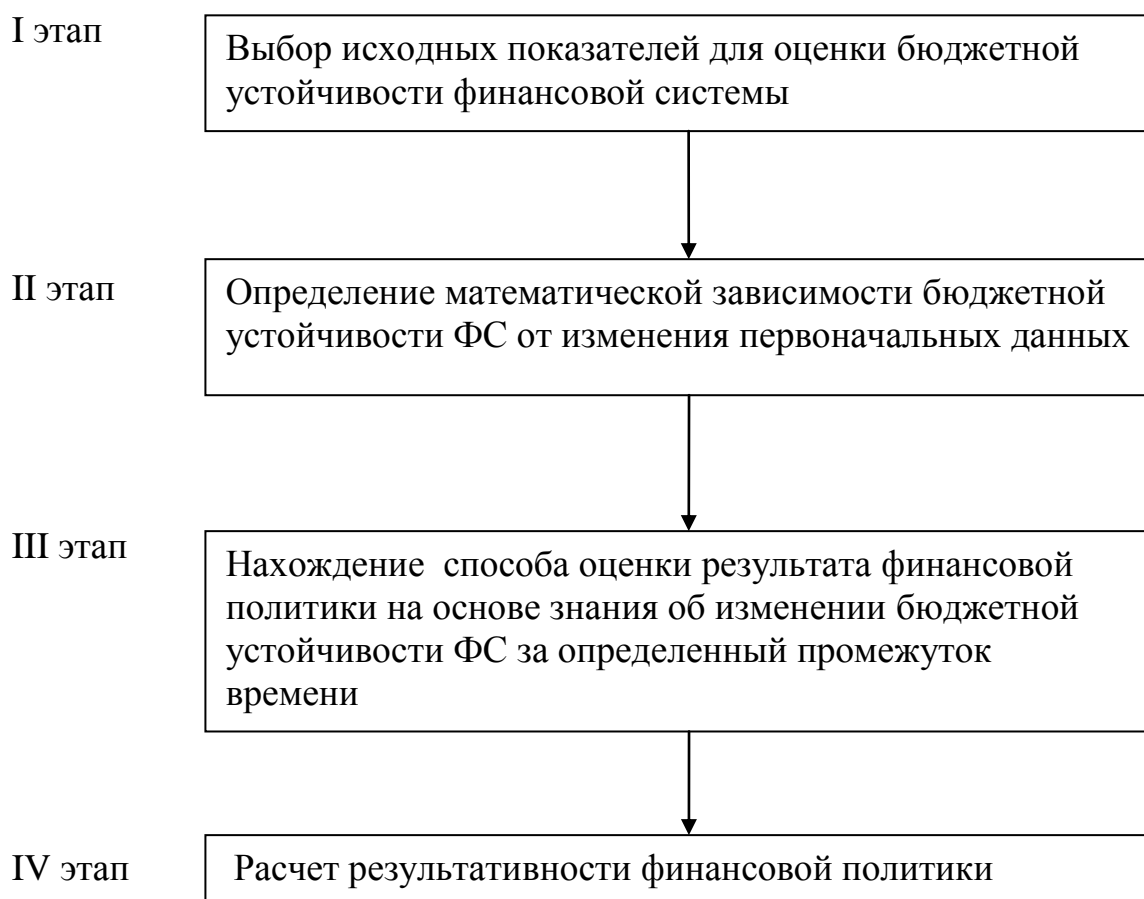 I этап
Выбор исходных показателей для оценки бюджетной
устойчивости финансовой системы
II этап
Определение математической зависимости бюджетной
устойчивости ФС от изменения первоначальных данных
III этап
Нахождение способа оценки результата финансовой
политики на основе знания об изменении бюджетной
устойчивости ФС за определенный промежуток
времени
IV этап
Расчет результативности финансовой политики